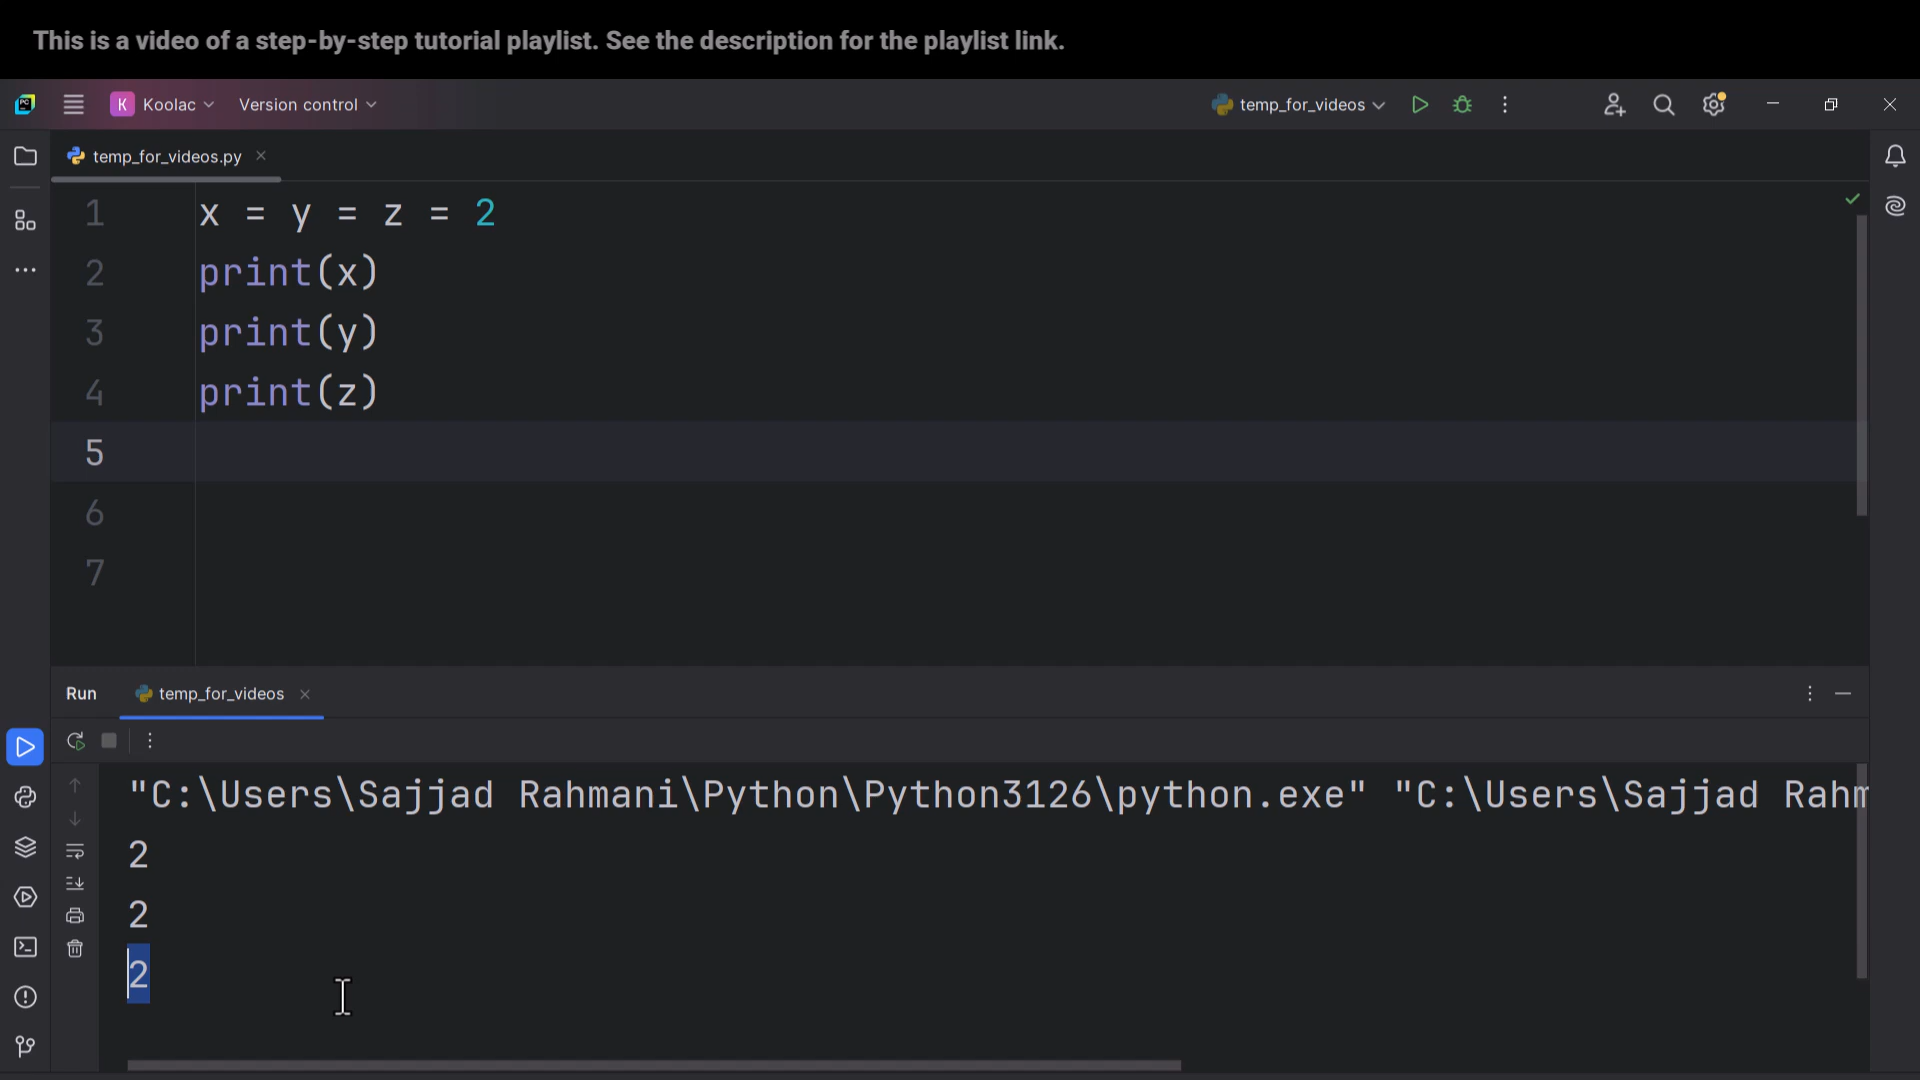 This is a video of a step-by-step tutorial playlist. See the description for the playlist link.
K Koolac Version control temp_for_videos
temp_for_videos.py
1 x = y = z = 2
2 print(x)
3 print(y)
4 print(z)
5
6
7
Run temp_for_videos
"C:\Users\Sajjad Rahmani\Python\Python3126\python.exe" "C:\Users\Sajjad Rahm
2
2
2